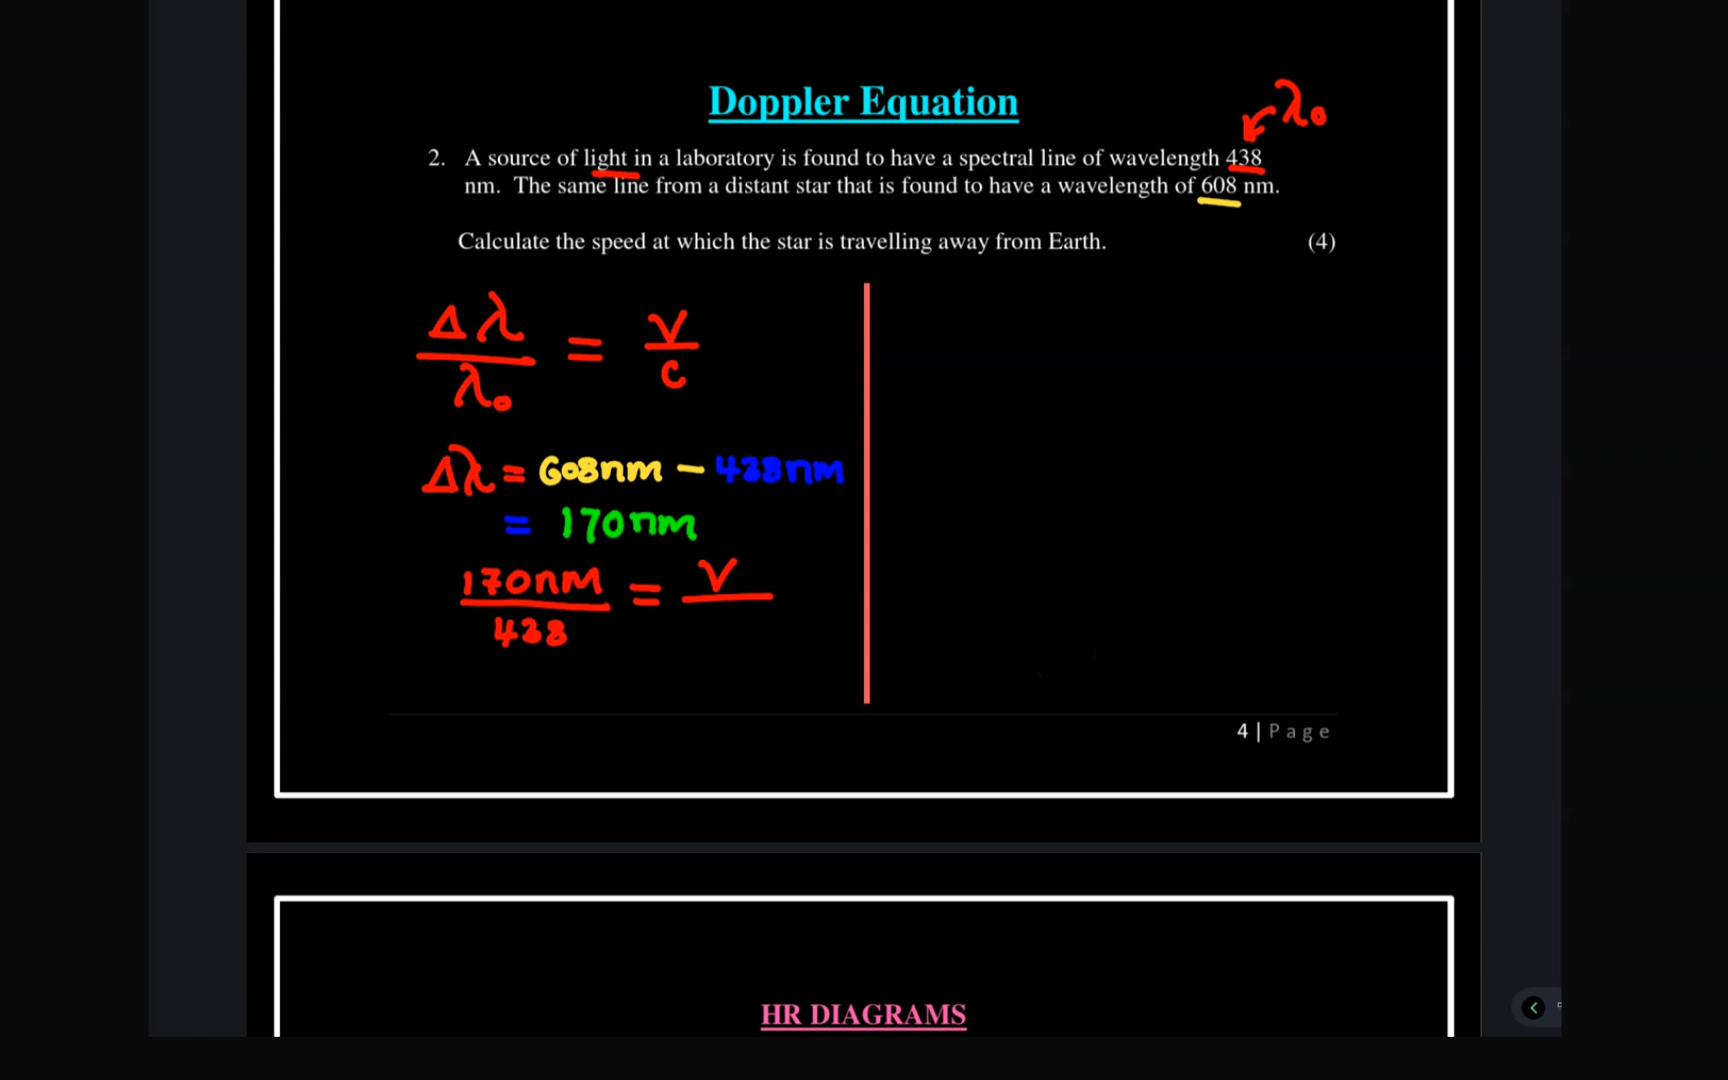 Doppler Equation
λ₀
2. A source of light in a laboratory is found to have a spectral line of wavelength 438
nm. The same line from a distant star that is found to have a wavelength of 608 nm.
Calculate the speed at which the star is travelling away from Earth. (4)
Δλ/λ₀ = v/c
Δλ = 608nm − 438nm
= 170nm
170nm/438 = v/
4 | Page
HR DIAGRAMS